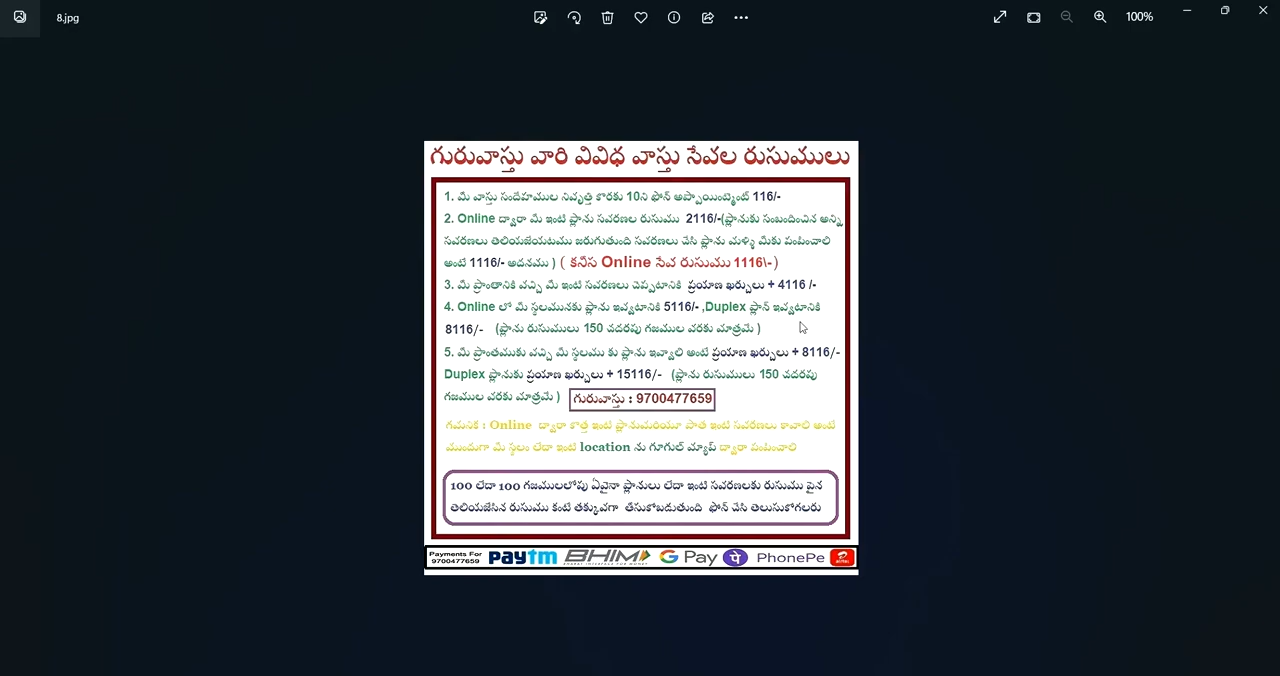 8.jpg
100%
గురువాస్తు వారి వివిధ వాస్తు సేవల రుసుములు
1. మీ వాస్తు సందేహముల నివృత్తి కొరకు 10ని ఫోన్ అప్పాయింట్మెంట్ 116/-
2. Online ద్వారా మీ ఇంటి ప్లాను సవరణల రుసుము 2116/-(ప్లానుకు సంబందించిన అన్ని
సవరణలు తెలియజేయటము జరుగుతుంది సవరణలు చేసి ప్లాను మళ్ళి మీకు పంపించాలి
అంటే 1116/- అదనము ) ( కనీస Online సేవ రుసుము 1116\-)
3. మీ ప్రాంతానికి వచ్చి మీ ఇంటి సవరణలు చెప్పటానికి ప్రయాణ ఖర్చులు + 4116 /-
4. Online లో మీ స్థలమునకు ప్లాను ఇవ్వటానికి 5116/- ,Duplex ప్లాన్ ఇవ్వటానికి
8116/- (ప్లాను రుసుములు 150 చదరపు గజముల వరకు మాత్రమే )
5. మీ ప్రాంతముకు వచ్చి మీ స్థలము కు ప్లాను ఇవ్వాలి అంటే ప్రయాణ ఖర్చులు + 8116/-
Duplex ప్లానుకు ప్రయాణ ఖర్చులు + 15116/- (ప్లాను రుసుములు 150 చదరపు
గజముల వరకు మాత్రమే ) గురువాస్తు : 9700477659
గమనిక : Online ద్వారా కొత్త ఇంటి ప్లానుమరియూ పాత ఇంటి సవరణలు కావాలి అంటే
ముందుగా మీ స్థలం లేదా ఇంటి location ను గూగుల్ మ్యాప్ ద్వారా పంపించాలి
100 లేదా 100 గజములలోపు ఏవైనా ప్లానులు లేదా ఇంటి సవరణలకు రుసుము పైన
తెలియజేసిన రుసుము కంటే తక్కువగా తీసుకోబడుతుంది ఫోన్ చేసి తెలుసుకోగలరు
Payments For
9700477659
paytm BHIM G Pay PhonePe airtel